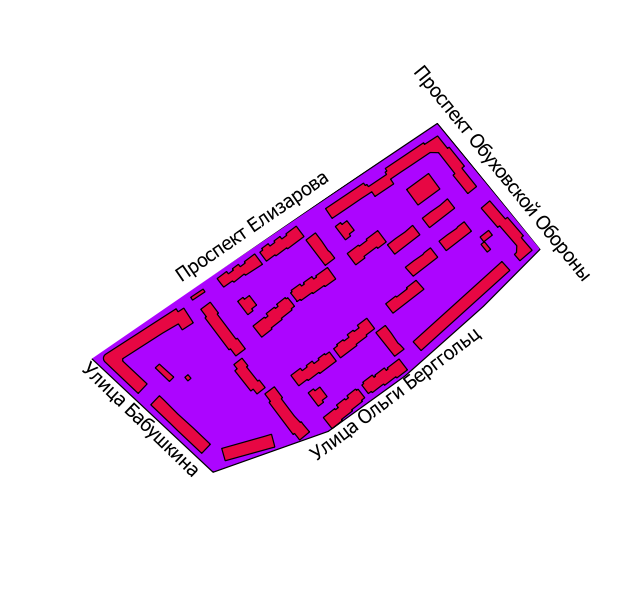 Проспект Обуховской Обороны
Проспект Елизарова
Улица Бабушкина
Улица Ольги Берггольц